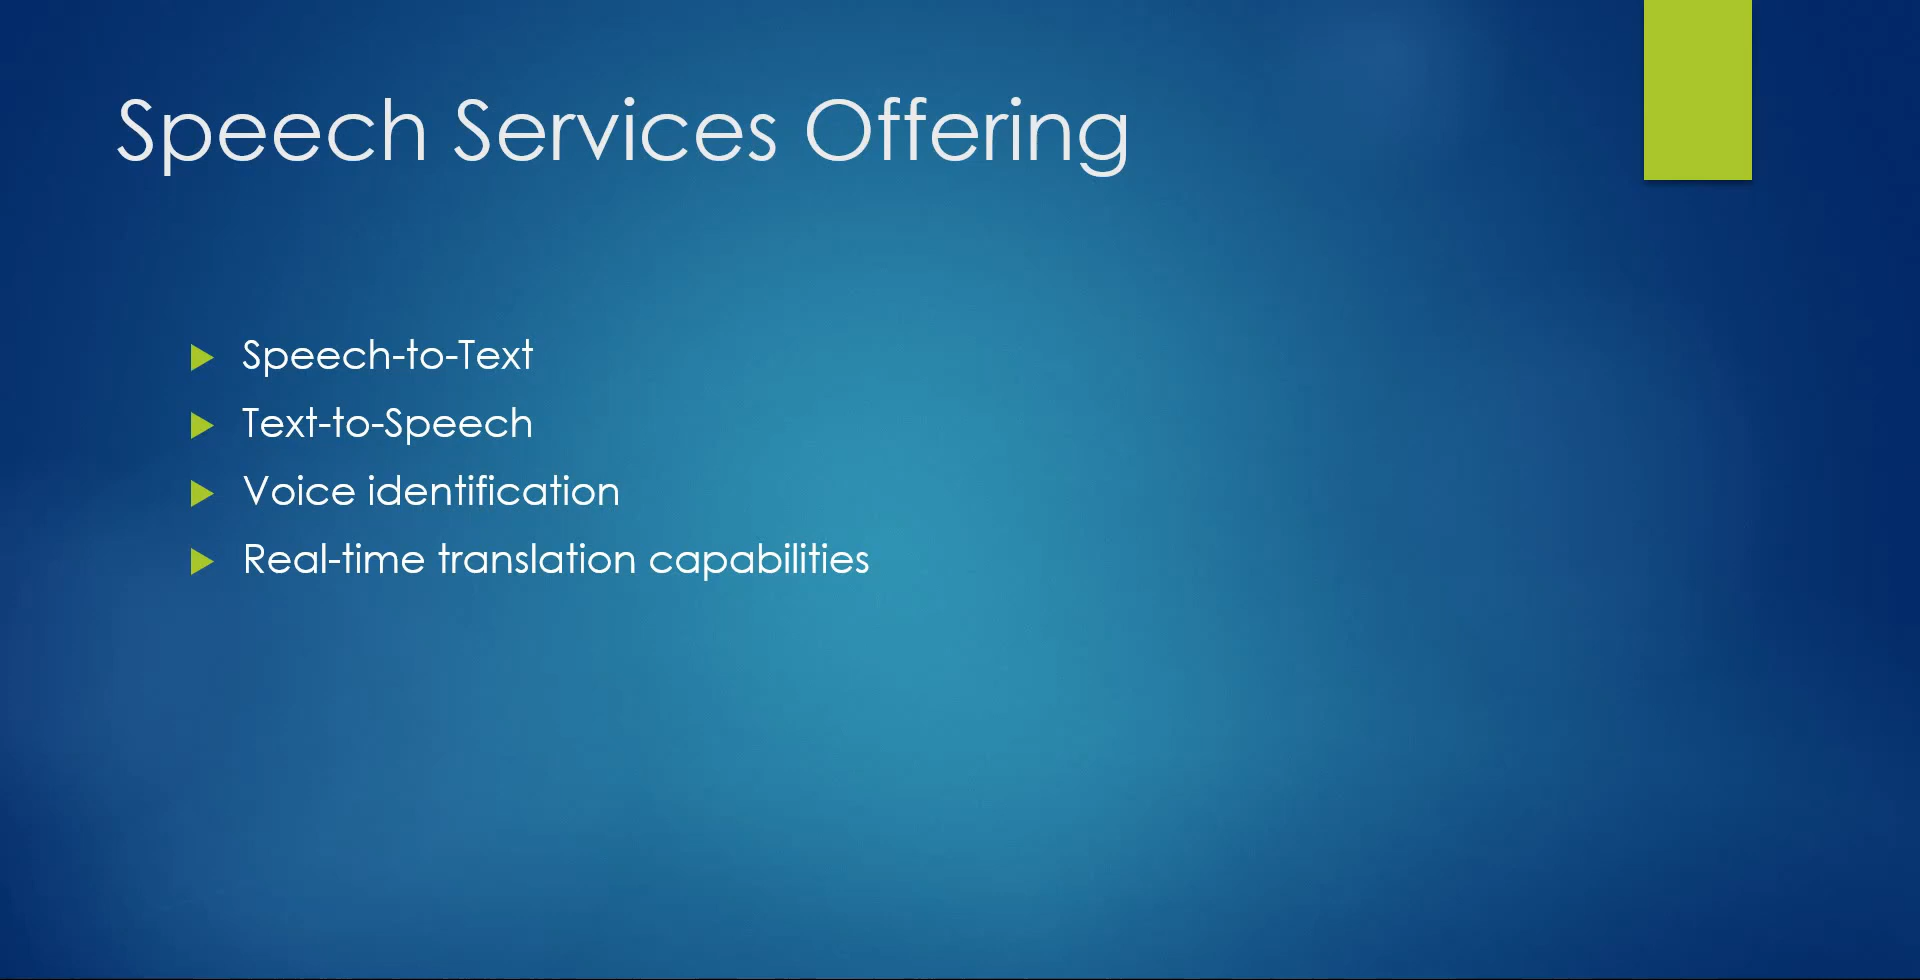 Speech Services Offering
Speech-to-Text
Text-to-Speech
Voice identification
Real-time translation capabilities